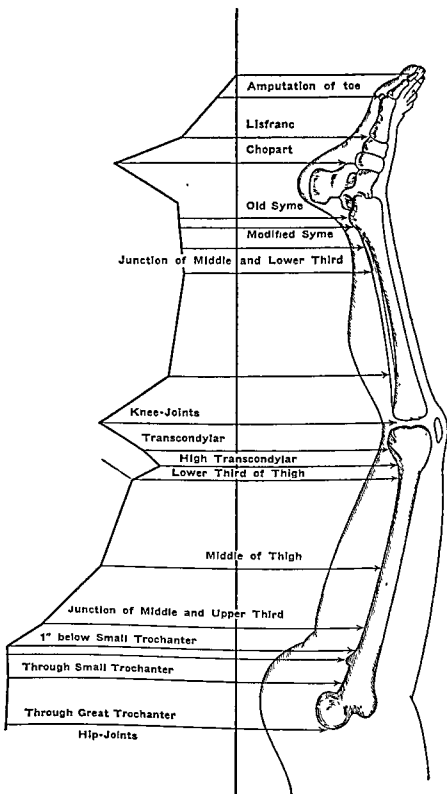 Amputation of toe
Lisfranc
Chopart
Old Syme
Modified Syme
Junction of Middle and Lower Third
Knee-Joints
Transcondylar
High Transcondylar
Lower Third of Thigh
Middle of Thigh
Junction of Middle and Upper Third
1" below Small Trochanter
Through Small Trochanter
Through Great Trochanter
Hip-Joints